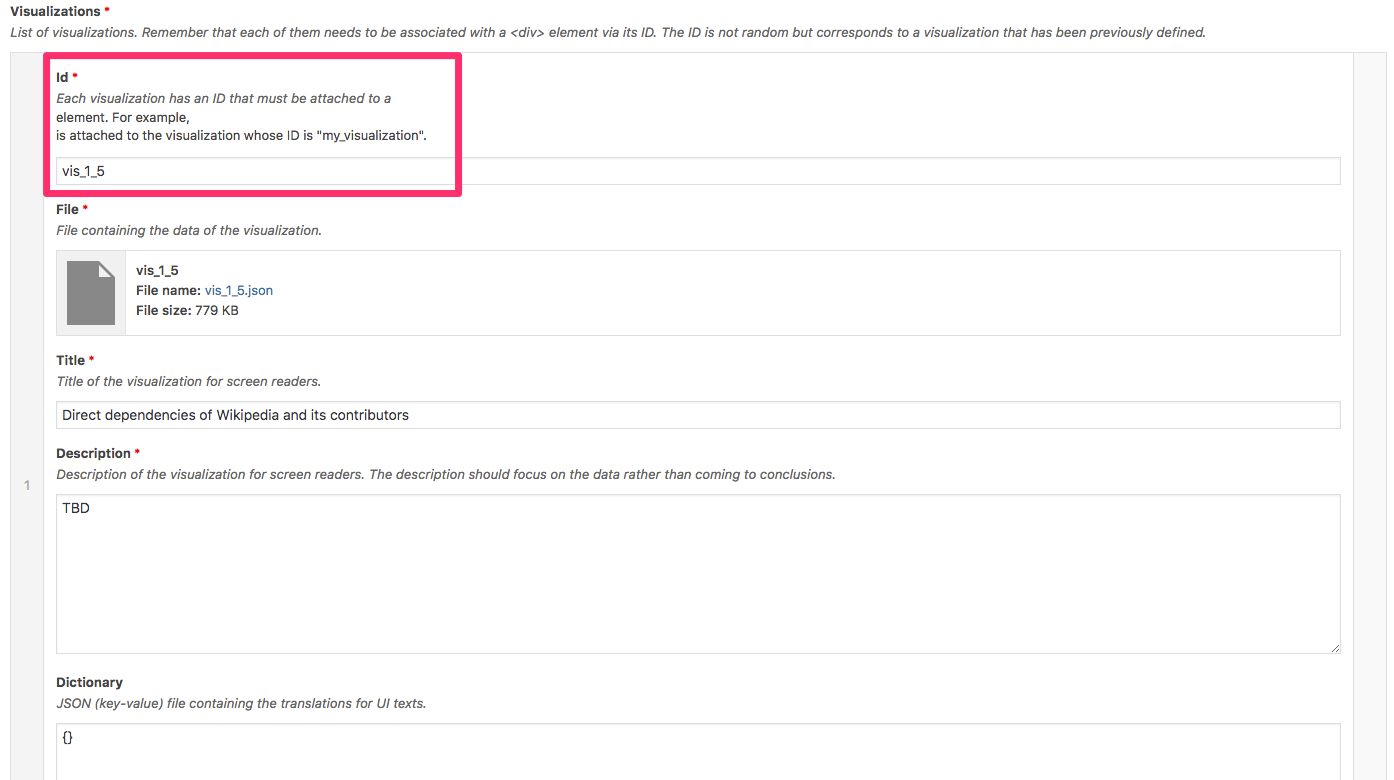 Visualizations *
List of visualizations. Remember that each of them needs to be associated with a <div> element via its ID. The ID is not random but corresponds to a visualization that has been previously defined.
Id *
Each visualization has an ID that must be attached to a
element. For example,
is attached to the visualization whose ID is "my_visualization".
vis_1_5
File *
File containing the data of the visualization.
vis_1_5
File name: vis_1_5.json
File size: 779 KB
Title *
Title of the visualization for screen readers.
Direct dependencies of Wikipedia and its contributors
Description *
Description of the visualization for screen readers. The description should focus on the data rather than coming to conclusions.
1
TBD
Dictionary
JSON (key-value) file containing the translations for UI texts.
{}